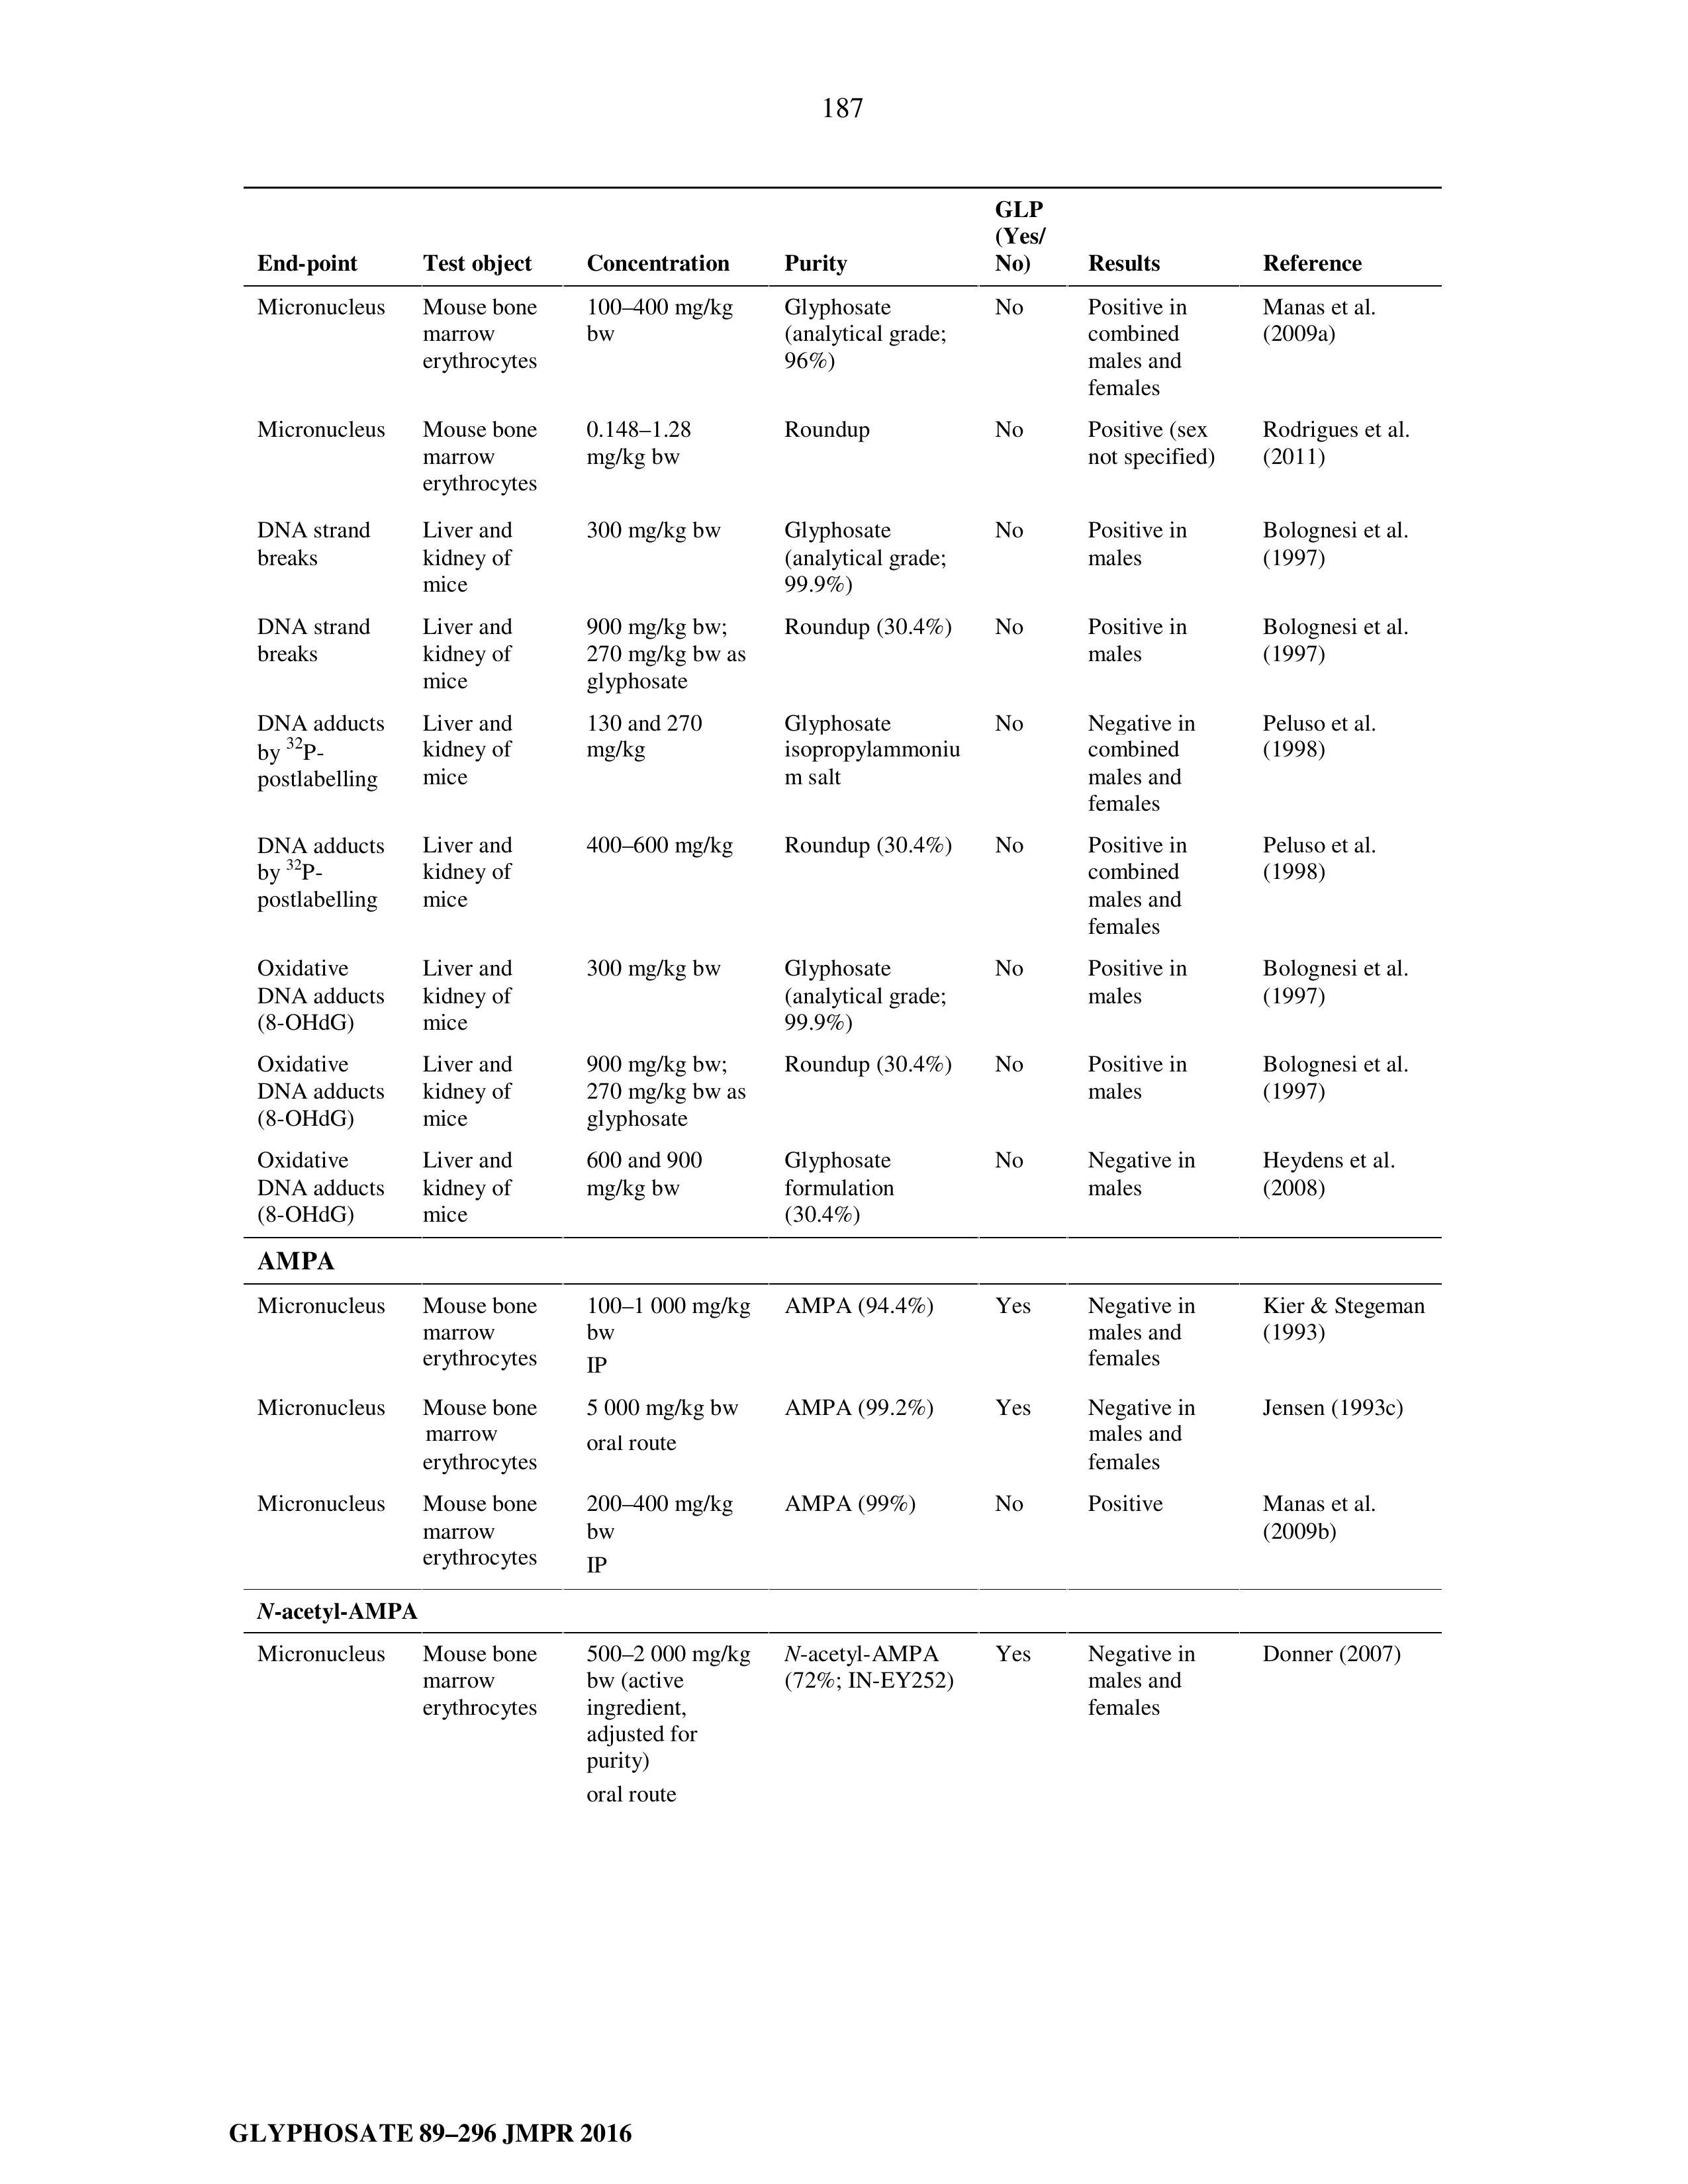 187
GLP
(Yes/
End-point Test object Concentration Purity No) Results Reference
Micronucleus Mouse bone 100–400 mg/kg Glyphosate No Positive in Manas et al.
marrow bw (analytical grade; combined (2009a)
erythrocytes 96%) males and
females
Micronucleus Mouse bone 0.148–1.28 Roundup No Positive (sex Rodrigues et al.
marrow mg/kg bw not specified) (2011)
erythrocytes
DNA strand Liver and 300 mg/kg bw Glyphosate No Positive in Bolognesi et al.
breaks kidney of (analytical grade; males (1997)
mice 99.9%)
DNA strand Liver and 900 mg/kg bw; Roundup (30.4%) No Positive in Bolognesi et al.
breaks kidney of 270 mg/kg bw as males (1997)
mice glyphosate
DNA adducts Liver and 130 and 270 Glyphosate No Negative in Peluso et al.
by 32P- kidney of mg/kg isopropylammoniu combined (1998)
postlabelling mice m salt males and
females
DNA adducts Liver and 400–600 mg/kg Roundup (30.4%) No Positive in Peluso et al.
by 32P- kidney of combined (1998)
postlabelling mice males and
females
Oxidative Liver and 300 mg/kg bw Glyphosate No Positive in Bolognesi et al.
DNA adducts kidney of (analytical grade; males (1997)
(8-OHdG) mice 99.9%)
Oxidative Liver and 900 mg/kg bw; Roundup (30.4%) No Positive in Bolognesi et al.
DNA adducts kidney of 270 mg/kg bw as males (1997)
(8-OHdG) mice glyphosate
Oxidative Liver and 600 and 900 Glyphosate No Negative in Heydens et al.
DNA adducts kidney of mg/kg bw formulation males (2008)
(8-OHdG) mice (30.4%)
AMPA
Micronucleus Mouse bone 100–1 000 mg/kg AMPA (94.4%) Yes Negative in Kier & Stegeman
marrow bw males and (1993)
erythrocytes IP females
Micronucleus Mouse bone 5 000 mg/kg bw AMPA (99.2%) Yes Negative in Jensen (1993c)
marrow oral route males and
erythrocytes females
Micronucleus Mouse bone 200–400 mg/kg AMPA (99%) No Positive Manas et al.
marrow bw (2009b)
erythrocytes IP
N-acetyl-AMPA
Micronucleus Mouse bone 500–2 000 mg/kg N-acetyl-AMPA Yes Negative in Donner (2007)
marrow bw (active (72%; IN-EY252) males and
erythrocytes ingredient, females
adjusted for
purity)
oral route
GLYPHOSATE 89–296 JMPR 2016